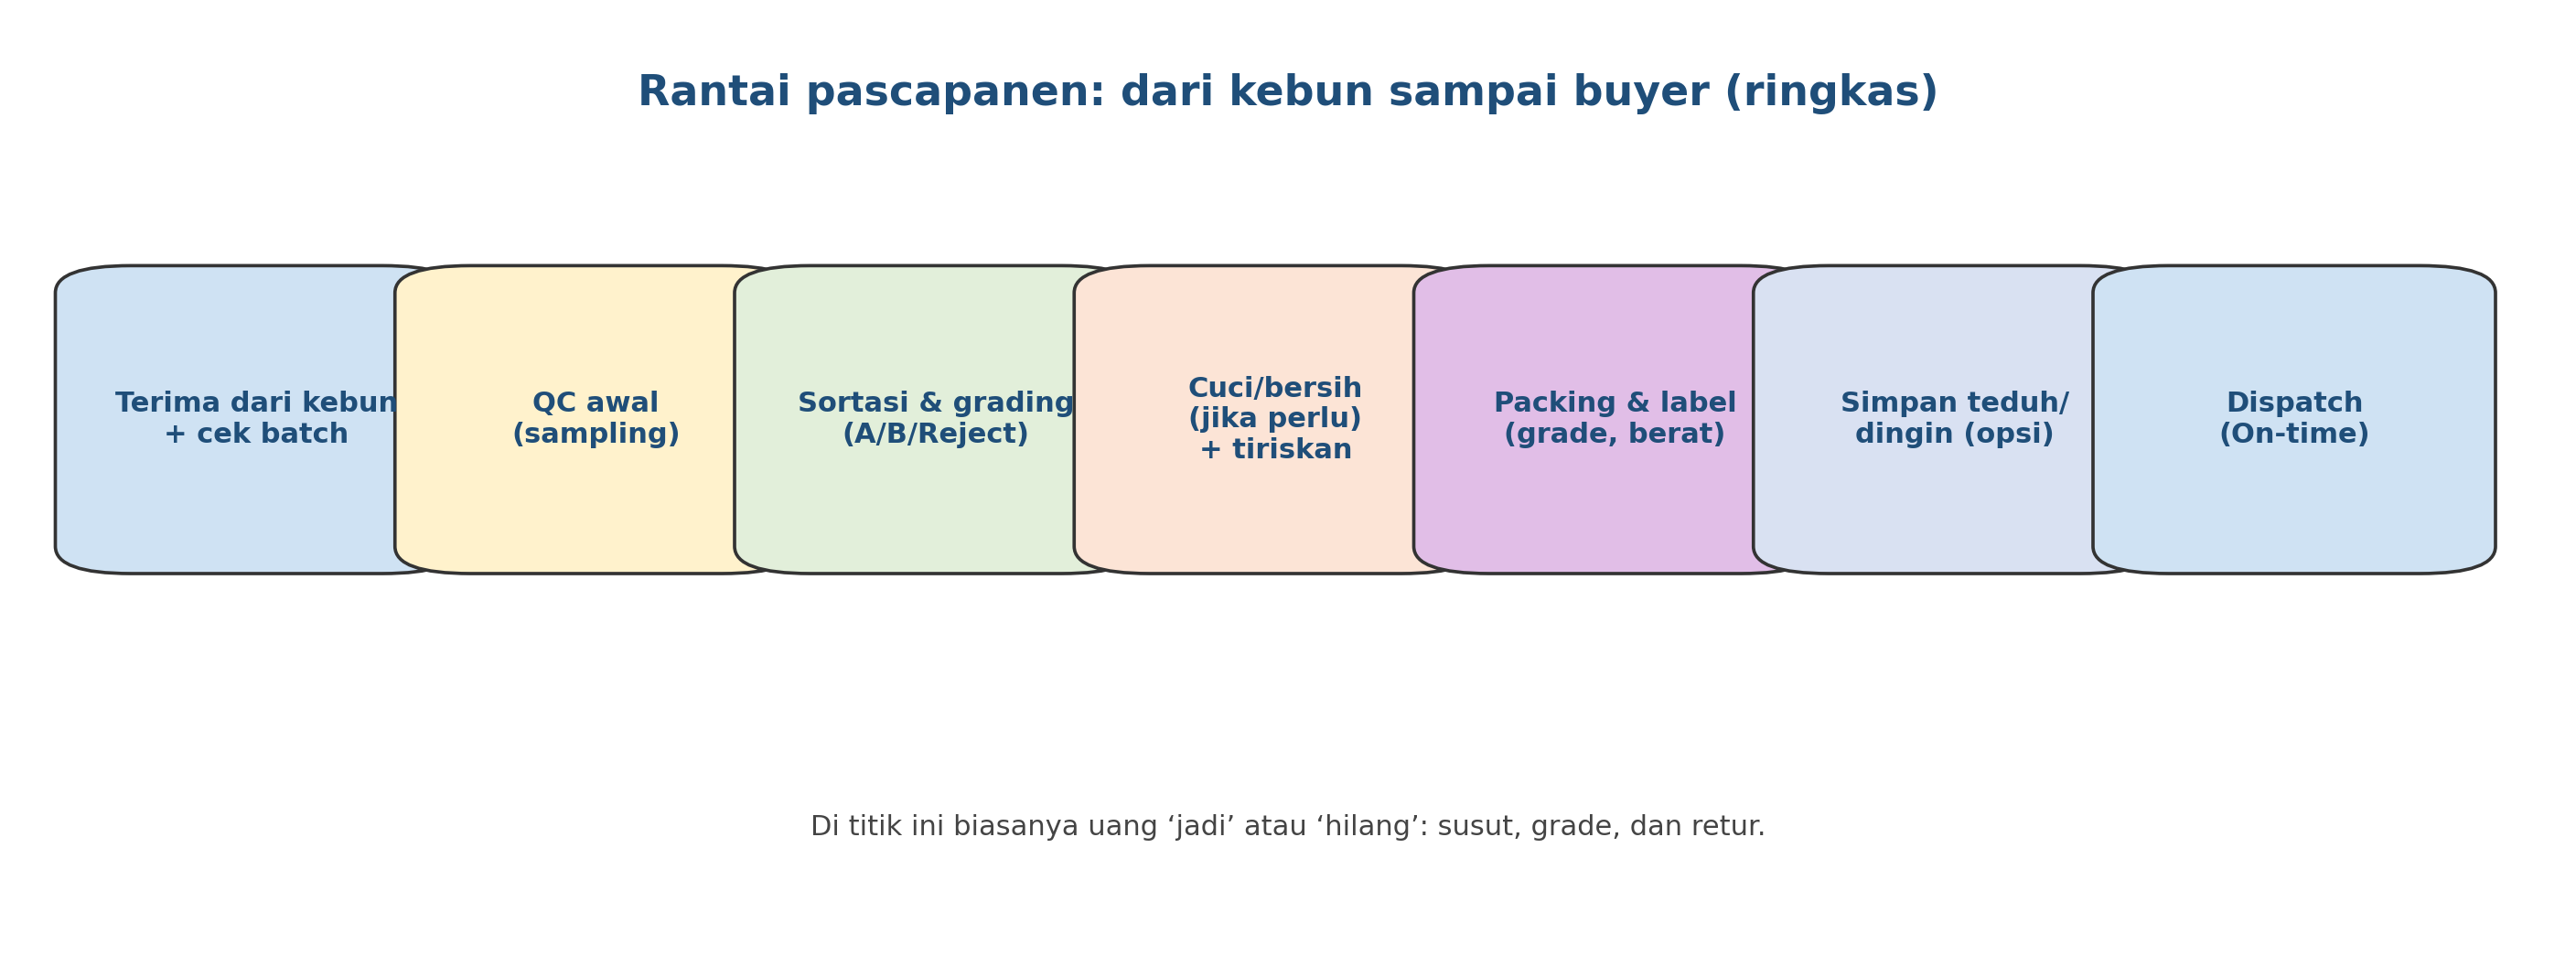 Rantai pascapanen: dari kebun sampai buyer (ringkas)
Terima dari kebun
+ cek batch
QC awal
(sampling)
Sortasi & grading
(A/B/Reject)
Cuci/bersih
(jika perlu)
+ tiriskan
Packing & label
(grade, berat)
Simpan teduh/
dingin (opsi)
Dispatch
(On-time)
Di titik ini biasanya uang ‘jadi’ atau ‘hilang’: susut, grade, dan retur.